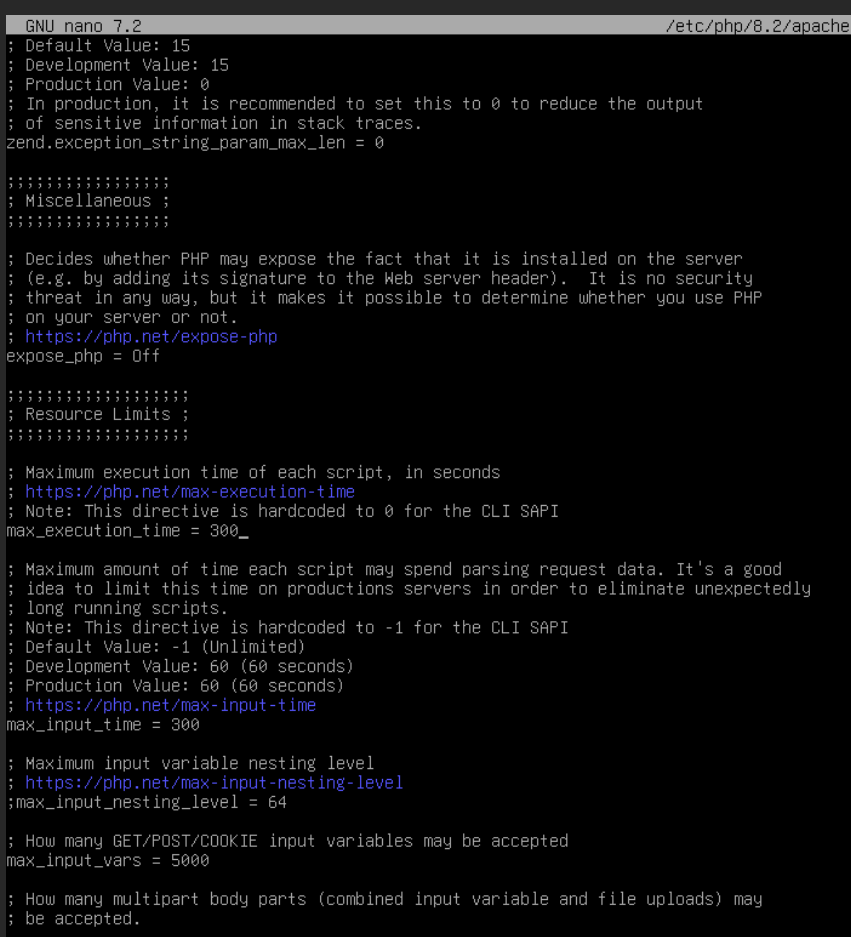 GNU nano 7.2 /etc/php/8.2/apache
; Default Value: 15
; Development Value: 15
; Production Value: 0
; In production, it is recommended to set this to 0 to reduce the output
; of sensitive information in stack traces.
zend.exception_string_param_max_len = 0
;;;;;;;;;;;;;;;;;
; Miscellaneous ;
;;;;;;;;;;;;;;;;;
; Decides whether PHP may expose the fact that it is installed on the server
; (e.g. by adding its signature to the Web server header).  It is no security
; threat in any way, but it makes it possible to determine whether you use PHP
; on your server or not.
; https://php.net/expose-php
expose_php = Off
;;;;;;;;;;;;;;;;;;;
; Resource Limits ;
;;;;;;;;;;;;;;;;;;;
; Maximum execution time of each script, in seconds
; https://php.net/max-execution-time
; Note: This directive is hardcoded to 0 for the CLI SAPI
max_execution_time = 300_
; Maximum amount of time each script may spend parsing request data. It's a good
; idea to limit this time on productions servers in order to eliminate unexpectedly
; long running scripts.
; Note: This directive is hardcoded to -1 for the CLI SAPI
; Default Value: -1 (Unlimited)
; Development Value: 60 (60 seconds)
; Production Value: 60 (60 seconds)
; https://php.net/max-input-time
max_input_time = 300
; Maximum input variable nesting level
; https://php.net/max-input-nesting-level
;max_input_nesting_level = 64
; How many GET/POST/COOKIE input variables may be accepted
max_input_vars = 5000
; How many multipart body parts (combined input variable and file uploads) may
; be accepted.